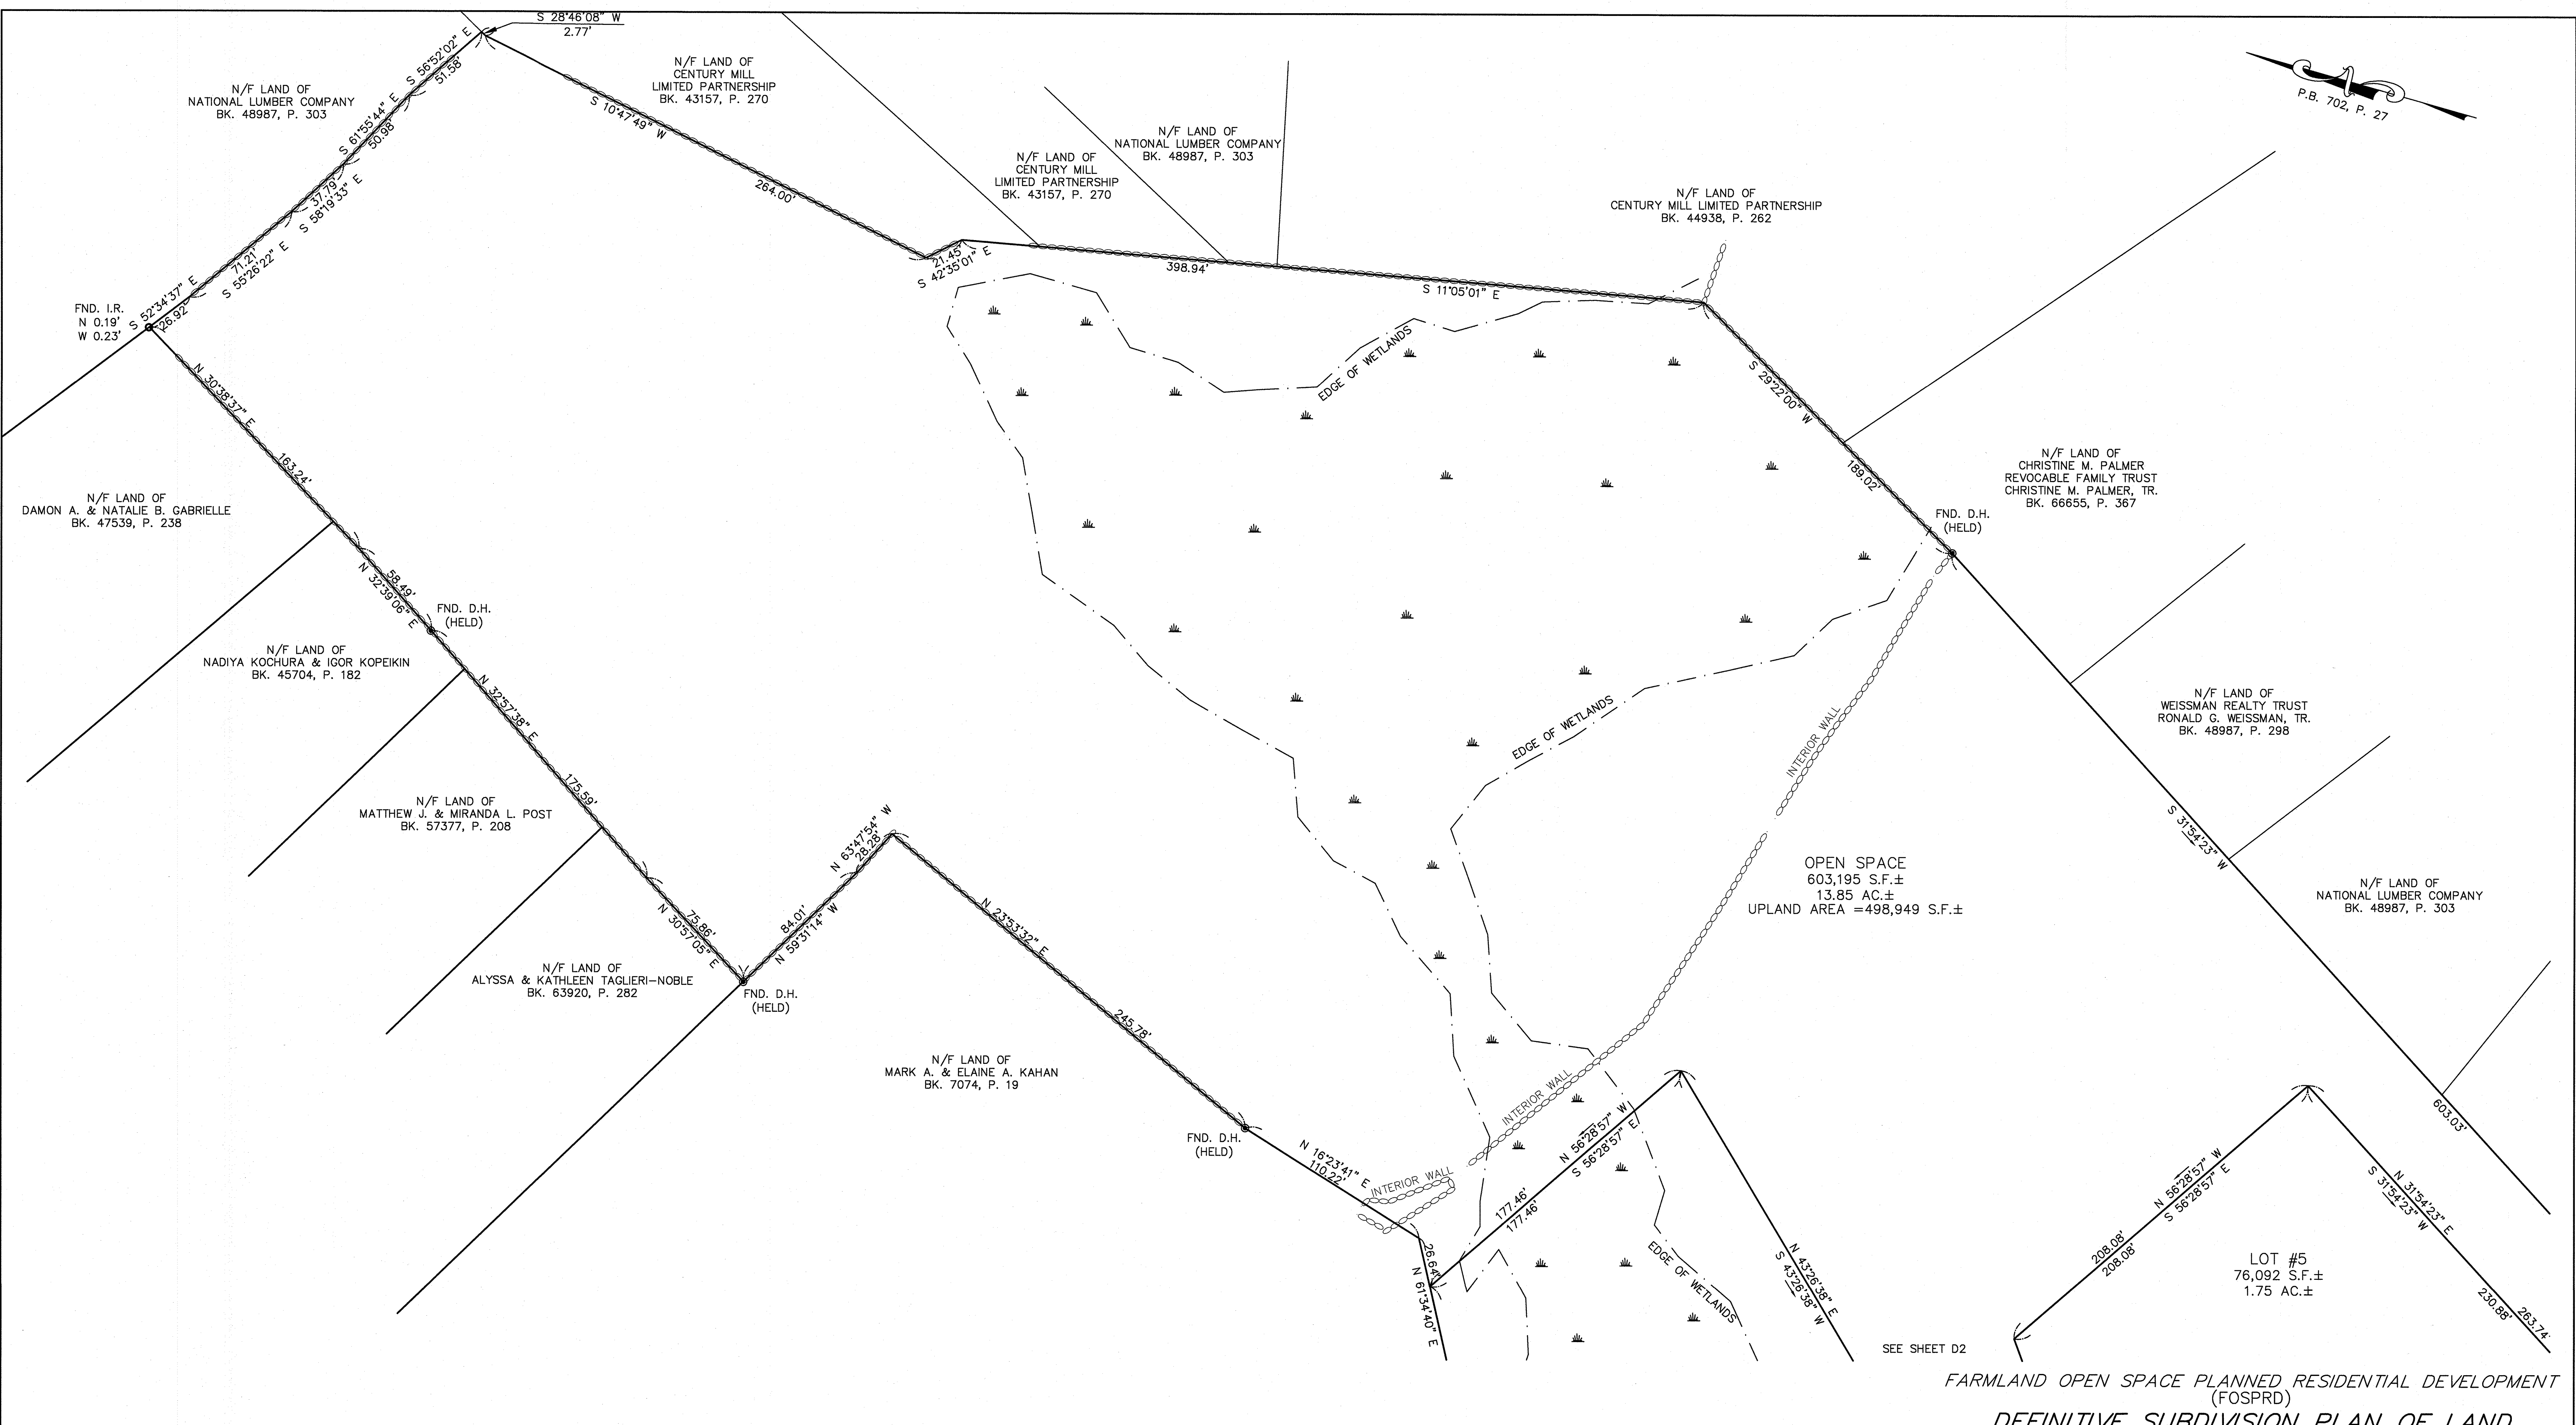 S 28°46'08" W
2.77'
N/F LAND OF
NATIONAL LUMBER COMPANY
BK. 48987, P. 303
S 56°52'02" E
51.58'
S 61°55'44" E
50.98'
37.79'
S 58°19'33" E
71.21'
S 55°26'22" E
S 52°34'37" E
26.92'
FND. I.R.
N 0.19'
W 0.23'
N/F LAND OF
CENTURY MILL
LIMITED PARTNERSHIP
BK. 43157, P. 270
S 10°47'49" W
264.00'
21.45'
S 42°35'01" E
N/F LAND OF
CENTURY MILL
LIMITED PARTNERSHIP
BK. 43157, P. 270
N/F LAND OF
NATIONAL LUMBER COMPANY
BK. 48987, P. 303
398.94'
S 11°05'01" E
N/F LAND OF
CENTURY MILL LIMITED PARTNERSHIP
BK. 44938, P. 262
P.B. 702, P. 27
EDGE OF WETLANDS
S 29°22'00" W
189.02'
N/F LAND OF
CHRISTINE M. PALMER
REVOCABLE FAMILY TRUST
CHRISTINE M. PALMER, TR.
BK. 66655, P. 367
FND. D.H.
(HELD)
N 30°38'37" E
163.24'
N/F LAND OF
DAMON A. & NATALIE B. GABRIELLE
BK. 47539, P. 238
58.49'
N 32°39'06" E
FND. D.H.
(HELD)
N/F LAND OF
NADIYA KOCHURA & IGOR KOPEIKIN
BK. 45704, P. 182
N 32°57'38" E
175.59'
N/F LAND OF
MATTHEW J. & MIRANDA L. POST
BK. 57377, P. 208
75.86'
N 30°57'05" E
N/F LAND OF
ALYSSA & KATHLEEN TAGLIERI-NOBLE
BK. 63920, P. 282
FND. D.H.
(HELD)
84.01'
N 59°31'14" W
N 63°47'54" W
28.28'
N 23°53'32" E
245.78'
N/F LAND OF
MARK A. & ELAINE A. KAHAN
BK. 7074, P. 19
FND. D.H.
(HELD)
N 16°23'41" E
110.22'
EDGE OF WETLANDS
INTERIOR WALL
N/F LAND OF
WEISSMAN REALTY TRUST
RONALD G. WEISSMAN, TR.
BK. 48987, P. 298
S 31°54'23" W
OPEN SPACE
603,195 S.F.±
13.85 AC.±
UPLAND AREA =498,949 S.F.±
N/F LAND OF
NATIONAL LUMBER COMPANY
BK. 48987, P. 303
603.03'
INTERIOR WALL
INTERIOR WALL
N 56°28'57" W
S 56°28'57" E
177.46'
177.46'
26.64'
N 61°34'40" E
EDGE OF WETLANDS
N 43°26'38" E
S 43°26'38" W
N 56°28'57" W
S 56°28'57" E
208.08'
208.08'
N 31°54'23" E
S 31°54'23" W
LOT #5
76,092 S.F.±
1.75 AC.±
230.88'
263.74'
SEE SHEET D2
FARMLAND OPEN SPACE PLANNED RESIDENTIAL DEVELOPMENT
(FOSPRD)
DEFINITIVE SUBDIVISION PLAN OF LAND